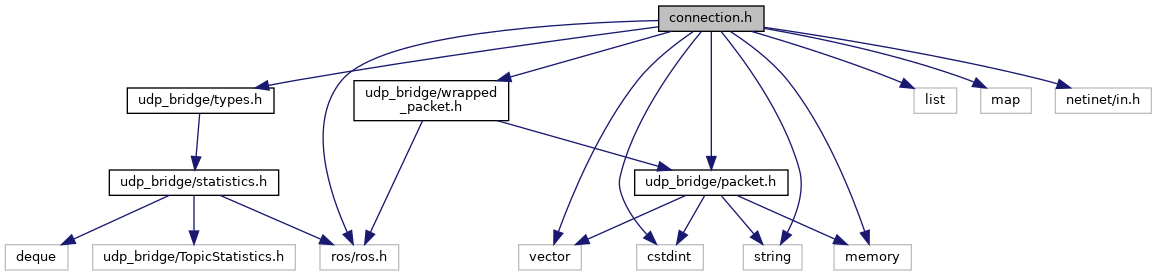 connection.h
udp_bridge/types.h
udp_bridge/wrapped
_packet.h
list
map
netinet/in.h
udp_bridge/statistics.h
udp_bridge/packet.h
deque
udp_bridge/TopicStatistics.h
ros/ros.h
vector
cstdint
string
memory